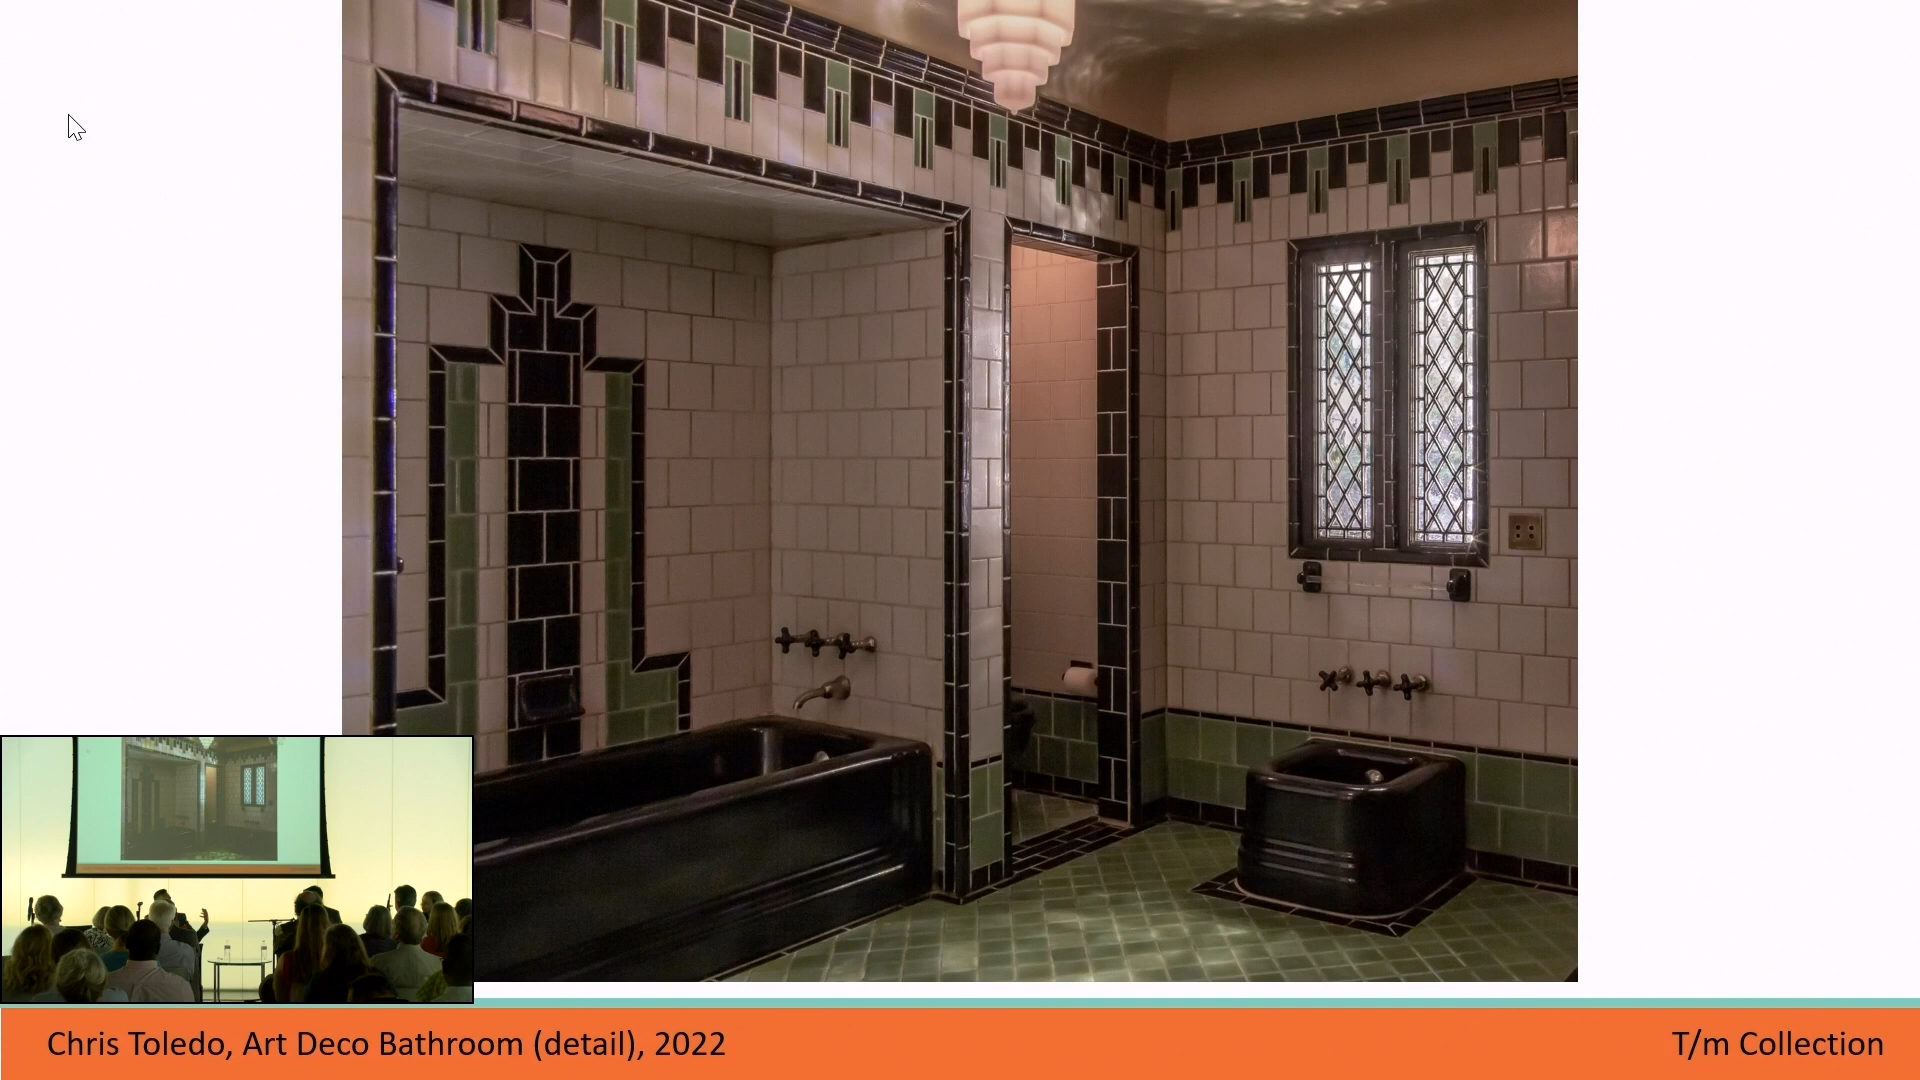 Chris Toledo, Art Deco Bathroom (detail), 2022
T/m Collection